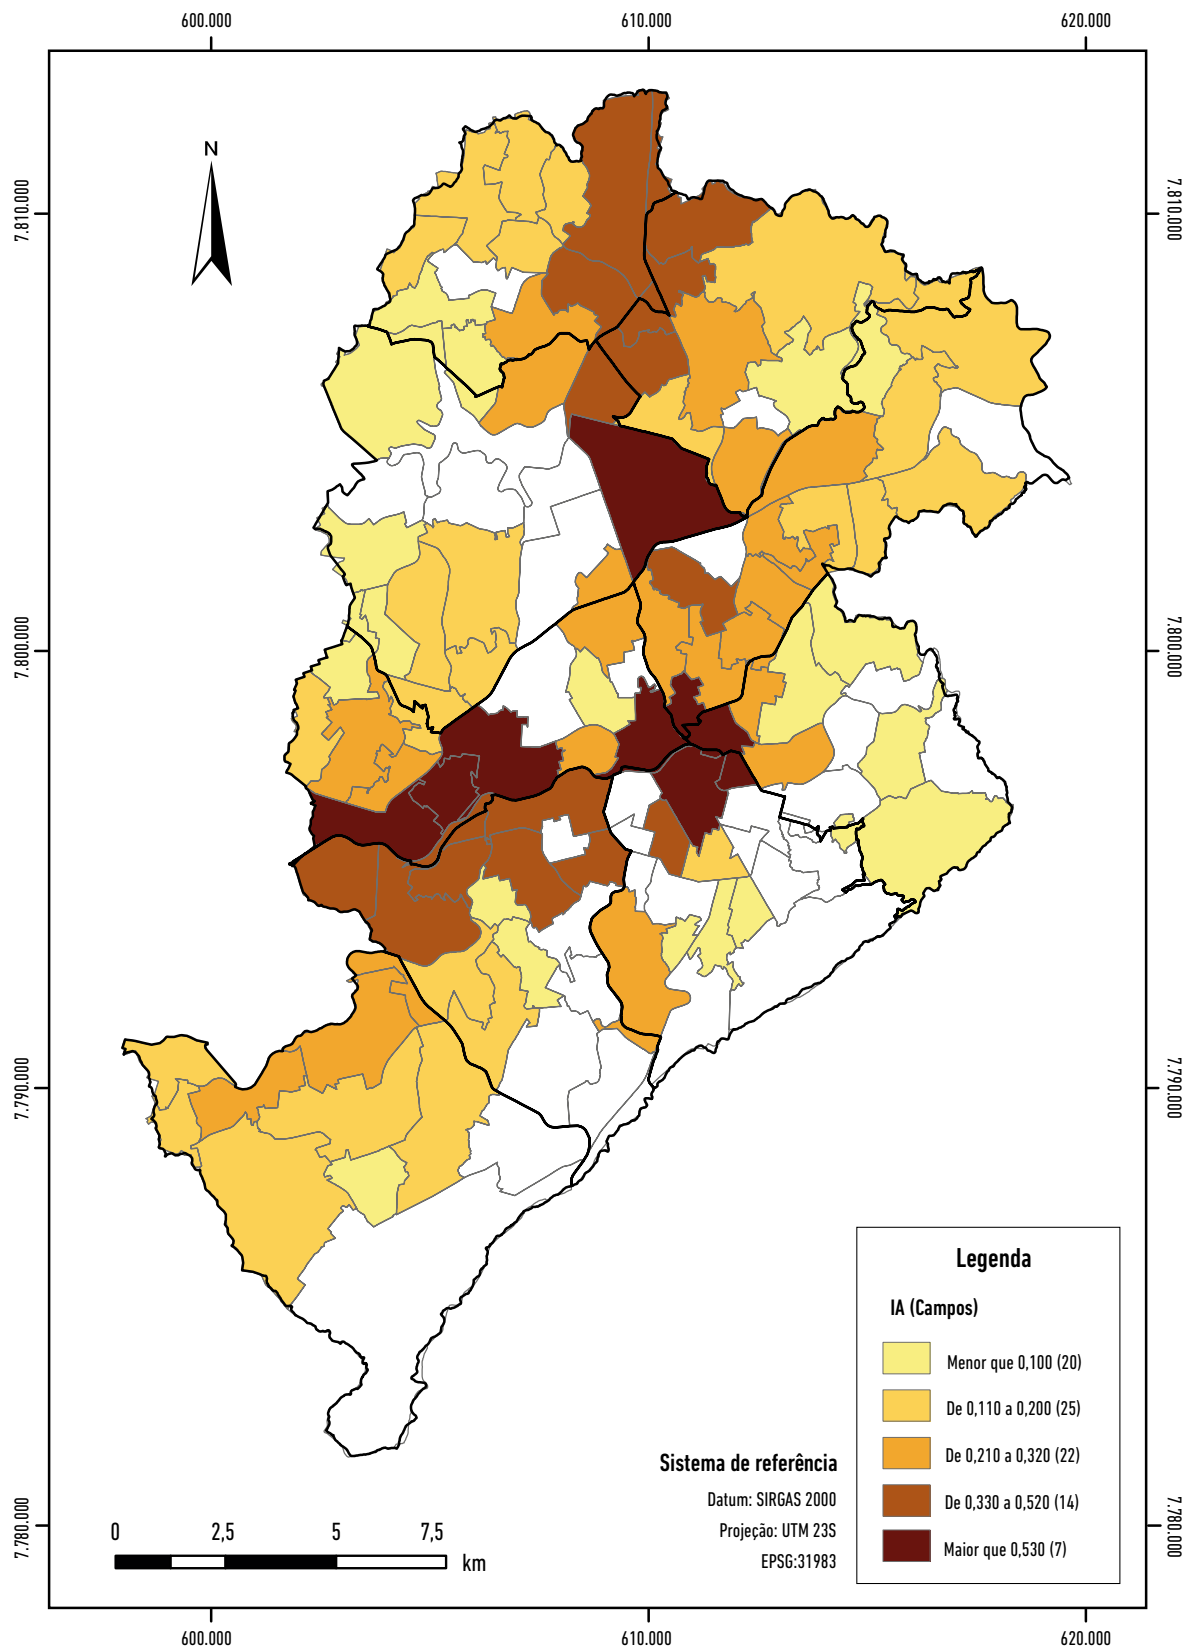 600.000
610.000
620.000
N
7.810.000
7.810.000
7.800.000
7.800.000
7.790.000
7.790.000
7.780.000
7.780.000
Legenda
IA (Campos)
Menor que 0,100 (20)
De 0,110 a 0,200 (25)
De 0,210 a 0,320 (22)
De 0,330 a 0,520 (14)
Maior que 0,530 (7)
Sistema de referência
Datum: SIRGAS 2000
Projeção: UTM 23S
EPSG:31983
0
2,5
5
7,5
km
600.000
610.000
620.000